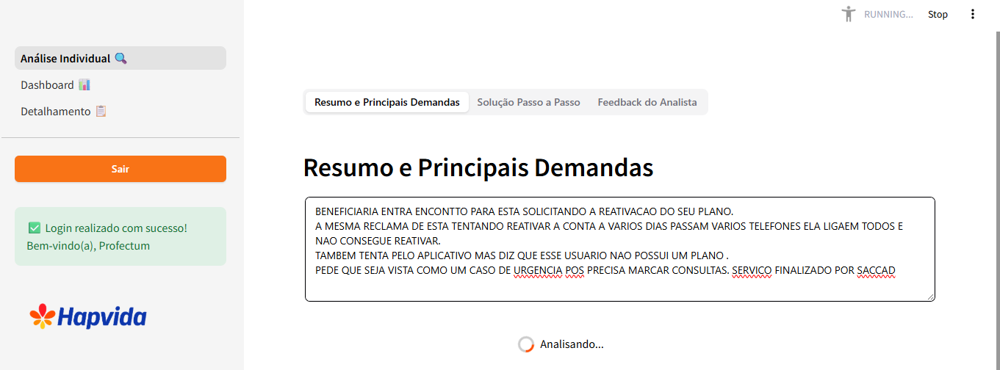 RUNNING...
Stop
Análise Individual
Dashboard
Detalhamento
Sair
Login realizado com sucesso!
Bem-vindo(a), Profectum
Hapvida
Resumo e Principais Demandas
Solução Passo a Passo
Feedback do Analista
Resumo e Principais Demandas
BENEFICIARIA ENTRA ENCONTTO PARA ESTA SOLICITANDO A REATIVACAO DO SEU PLANO.
A MESMA RECLAMA DE ESTA TENTANDO REATIVAR A CONTA A VARIOS DIAS PASSAM VARIOS TELEFONES ELA LIGAEM TODOS E
NAO CONSEGUE REATIVAR.
TAMBEM TENTA PELO APLICATIVO MAS DIZ QUE ESSE USUARIO NAO POSSUI UM PLANO .
PEDE QUE SEJA VISTA COMO UM CASO DE URGENCIA POS PRECISA MARCAR CONSULTAS. SERVICO FINALIZADO POR SACCAD
Analisando...